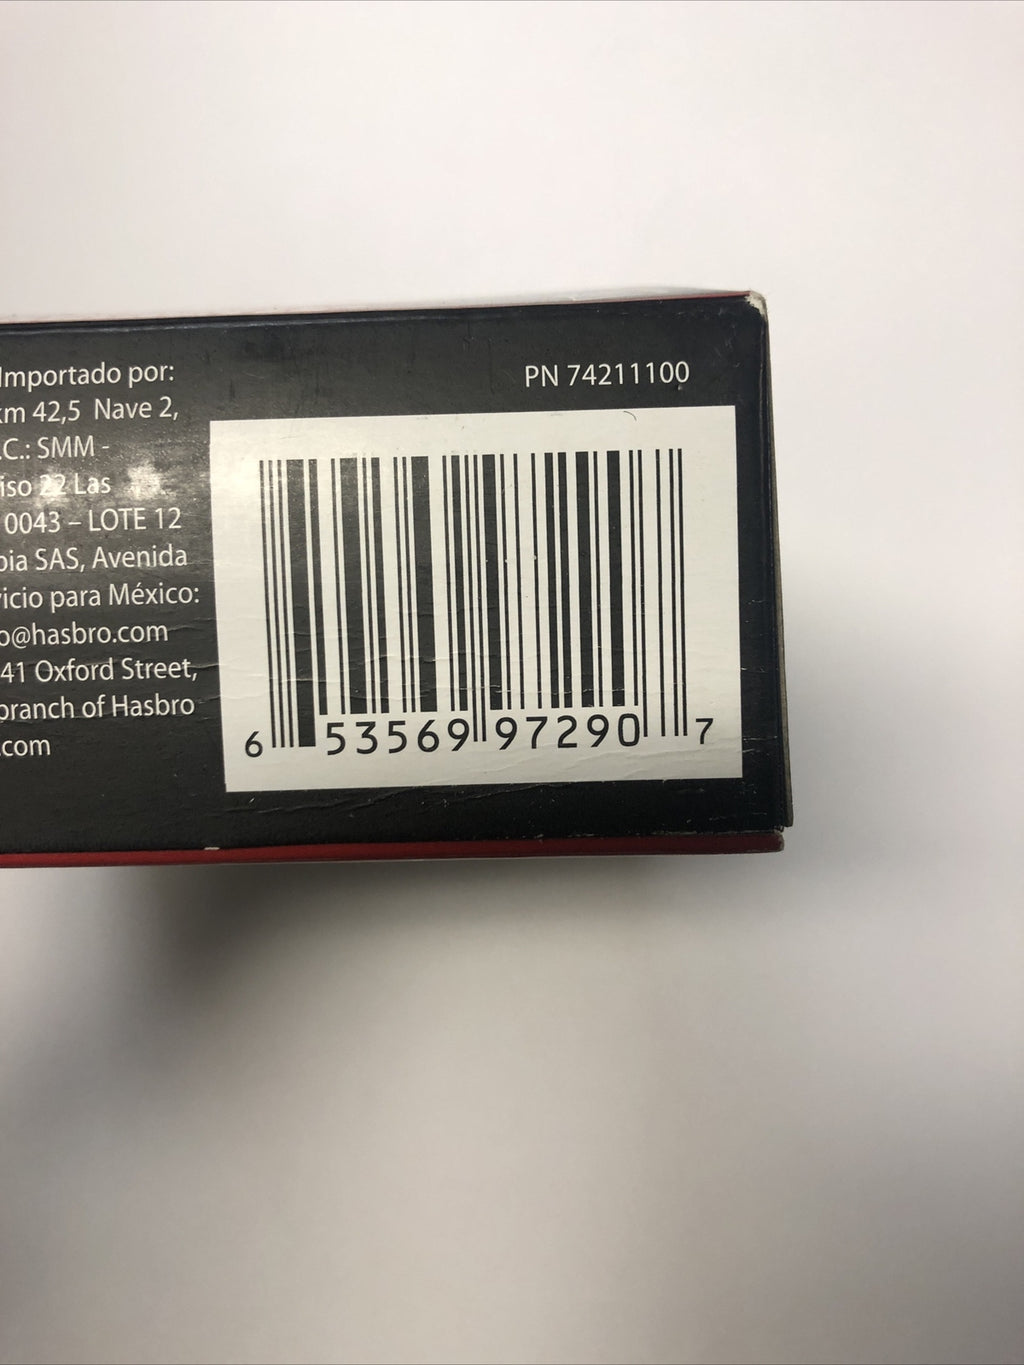 Importado por:
km 42,5 Nave 2,
.C.: SMM -
iso 22 Las
0043 – LOTE 12
bia SAS, Avenida
vicio para México:
o@hasbro.com
41 Oxford Street,
branch of Hasbro
.com
PN 74211100
6 53569 97290 7